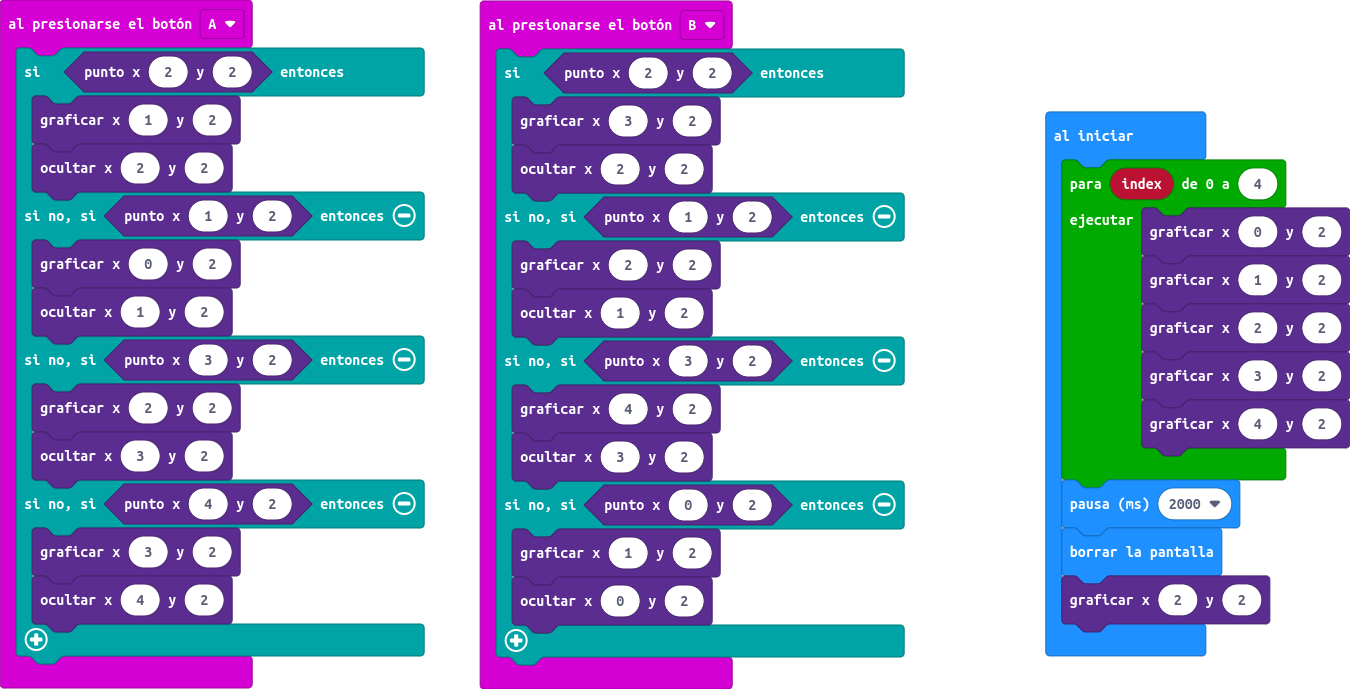 al presionarse el botón A
si punto x 2 y 2 entonces
graficar x 1 y 2
ocultar x 2 y 2
si no, si punto x 1 y 2 entonces
graficar x 0 y 2
ocultar x 1 y 2
si no, si punto x 3 y 2 entonces
graficar x 2 y 2
ocultar x 3 y 2
si no, si punto x 4 y 2 entonces
graficar x 3 y 2
ocultar x 4 y 2
al presionarse el botón B
si punto x 2 y 2 entonces
graficar x 3 y 2
ocultar x 2 y 2
si no, si punto x 1 y 2 entonces
graficar x 2 y 2
ocultar x 1 y 2
si no, si punto x 3 y 2 entonces
graficar x 4 y 2
ocultar x 3 y 2
si no, si punto x 0 y 2 entonces
graficar x 1 y 2
ocultar x 0 y 2
al iniciar
para index de 0 a 4
ejecutar
graficar x 0 y 2
graficar x 1 y 2
graficar x 2 y 2
graficar x 3 y 2
graficar x 4 y 2
pausa (ms) 2000
borrar la pantalla
graficar x 2 y 2